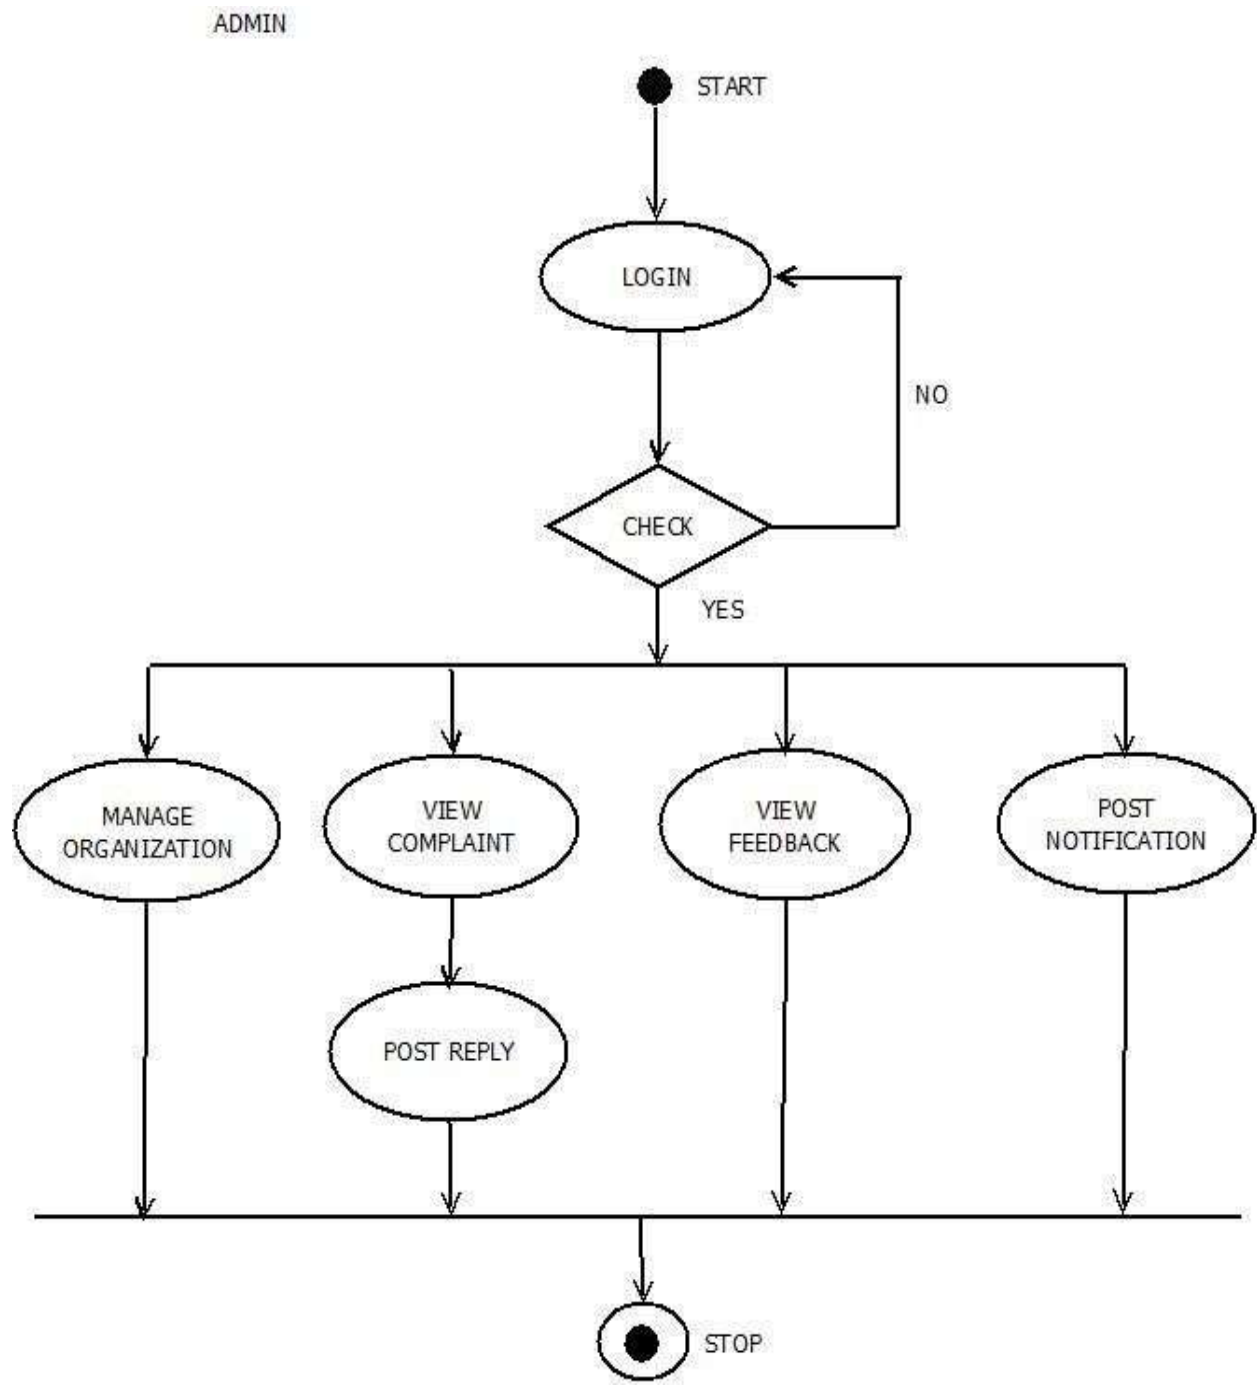 ADMIN
START
LOGIN
NO
CHECK
YES
MANAGE
ORGANIZATION
VIEW
COMPLAINT
VIEW
FEEDBACK
POST
NOTIFICATION
POST REPLY
STOP